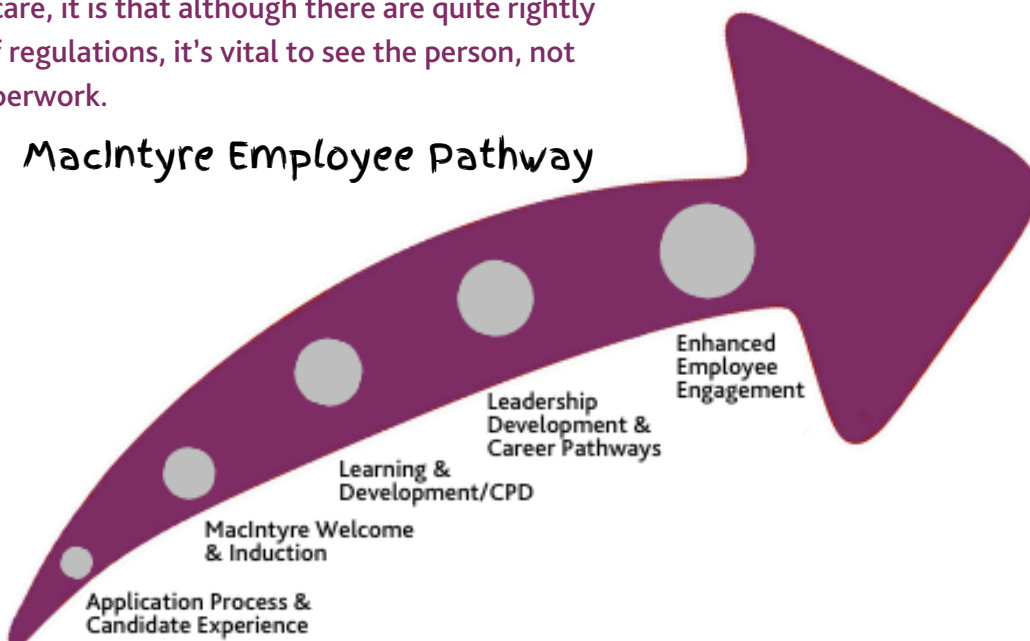 care, it is that although there are quite rightly
regulations, it's vital to see the person, not
MacIntyre Employee Pathway
Enhanced
Employee
Engagement
Leadership
Development &
Career Pathways
Learning &
Development/CPD
MacIntyre Welcome
& Induction
Application Process &
Candidate Experience